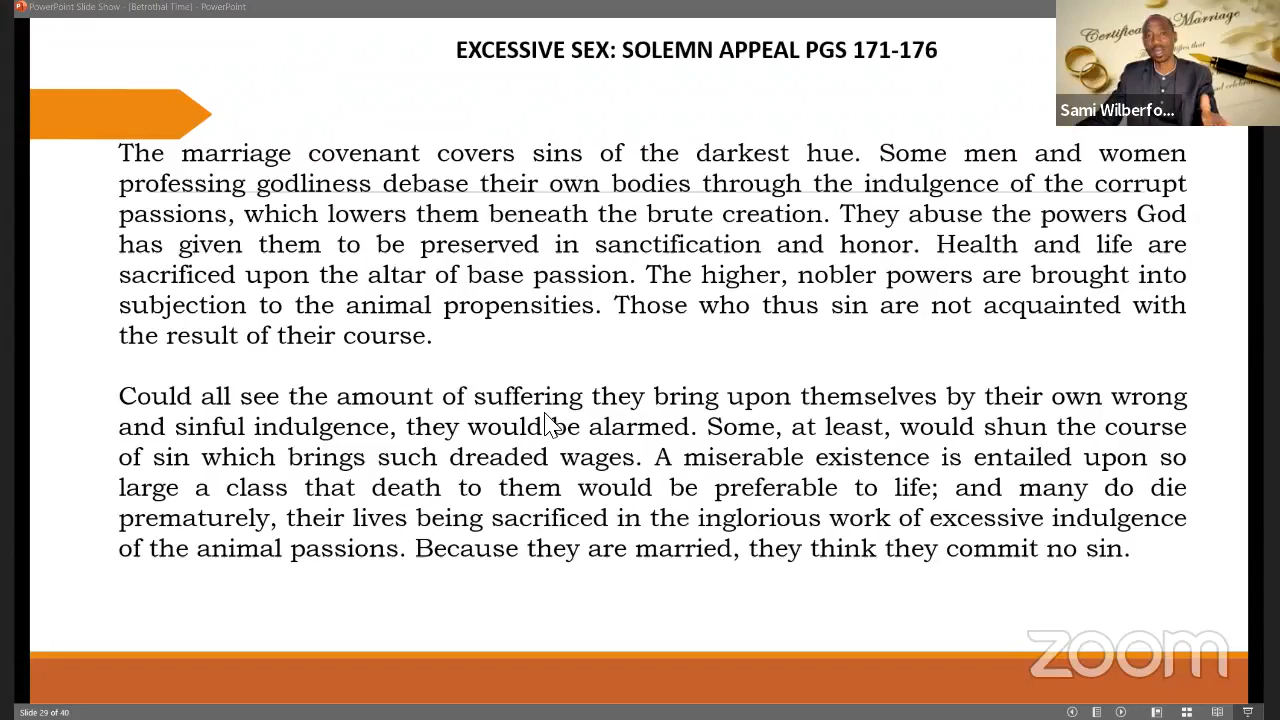 PowerPoint Slide Show - [Betrothal Time] - PowerPoint
EXCESSIVE SEX: SOLEMN APPEAL PGS 171-176
Certificate of Marriage
Sami Wilberfo...
The marriage covenant covers sins of the darkest hue. Some men and women
professing godliness debase their own bodies through the indulgence of the corrupt
passions, which lowers them beneath the brute creation. They abuse the powers God
has given them to be preserved in sanctification and honor. Health and life are
sacrificed upon the altar of base passion. The higher, nobler powers are brought into
subjection to the animal propensities. Those who thus sin are not acquainted with
the result of their course.
Could all see the amount of suffering they bring upon themselves by their own wrong
and sinful indulgence, they would be alarmed. Some, at least, would shun the course
of sin which brings such dreaded wages. A miserable existence is entailed upon so
large a class that death to them would be preferable to life; and many do die
prematurely, their lives being sacrificed in the inglorious work of excessive indulgence
of the animal passions. Because they are married, they think they commit no sin.
zoom
Slide 29 of 40